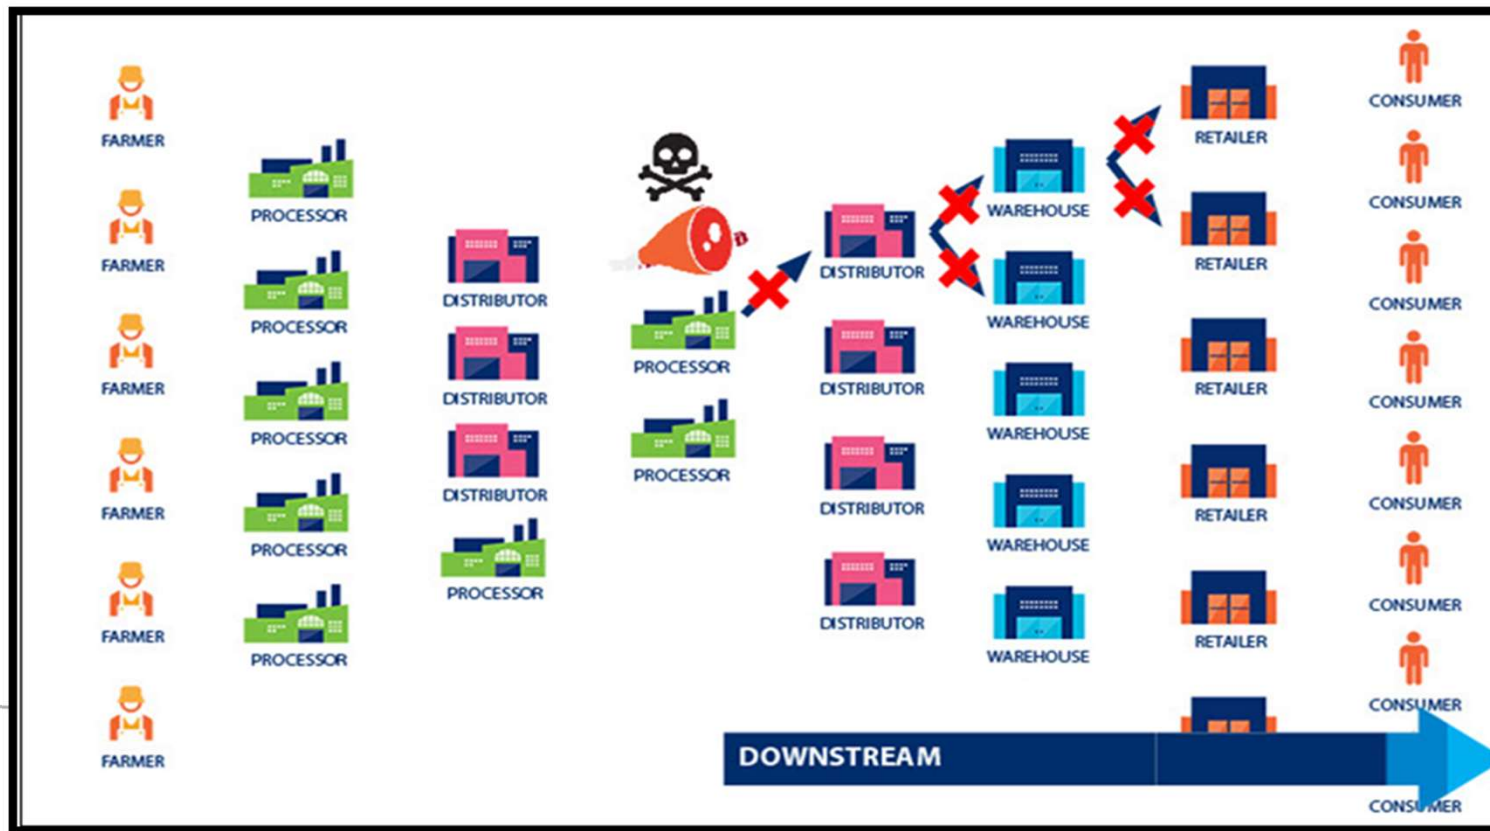 FARMER
FARMER
FARMER
FARMER
FARMER
FARMER
PROCESSOR
PROCESSOR
PROCESSOR
PROCESSOR
PROCESSOR
DISTRIBUTOR
DISTRIBUTOR
DISTRIBUTOR
PROCESSOR
PROCESSOR
PROCESSOR
DISTRIBUTOR
DISTRIBUTOR
DISTRIBUTOR
DISTRIBUTOR
WAREHOUSE
WAREHOUSE
WAREHOUSE
WAREHOUSE
WAREHOUSE
RETAILER
RETAILER
RETAILER
RETAILER
RETAILER
CONSUMER
CONSUMER
CONSUMER
CONSUMER
CONSUMER
CONSUMER
CONSUMER
CONSUMER
DOWNSTREAM